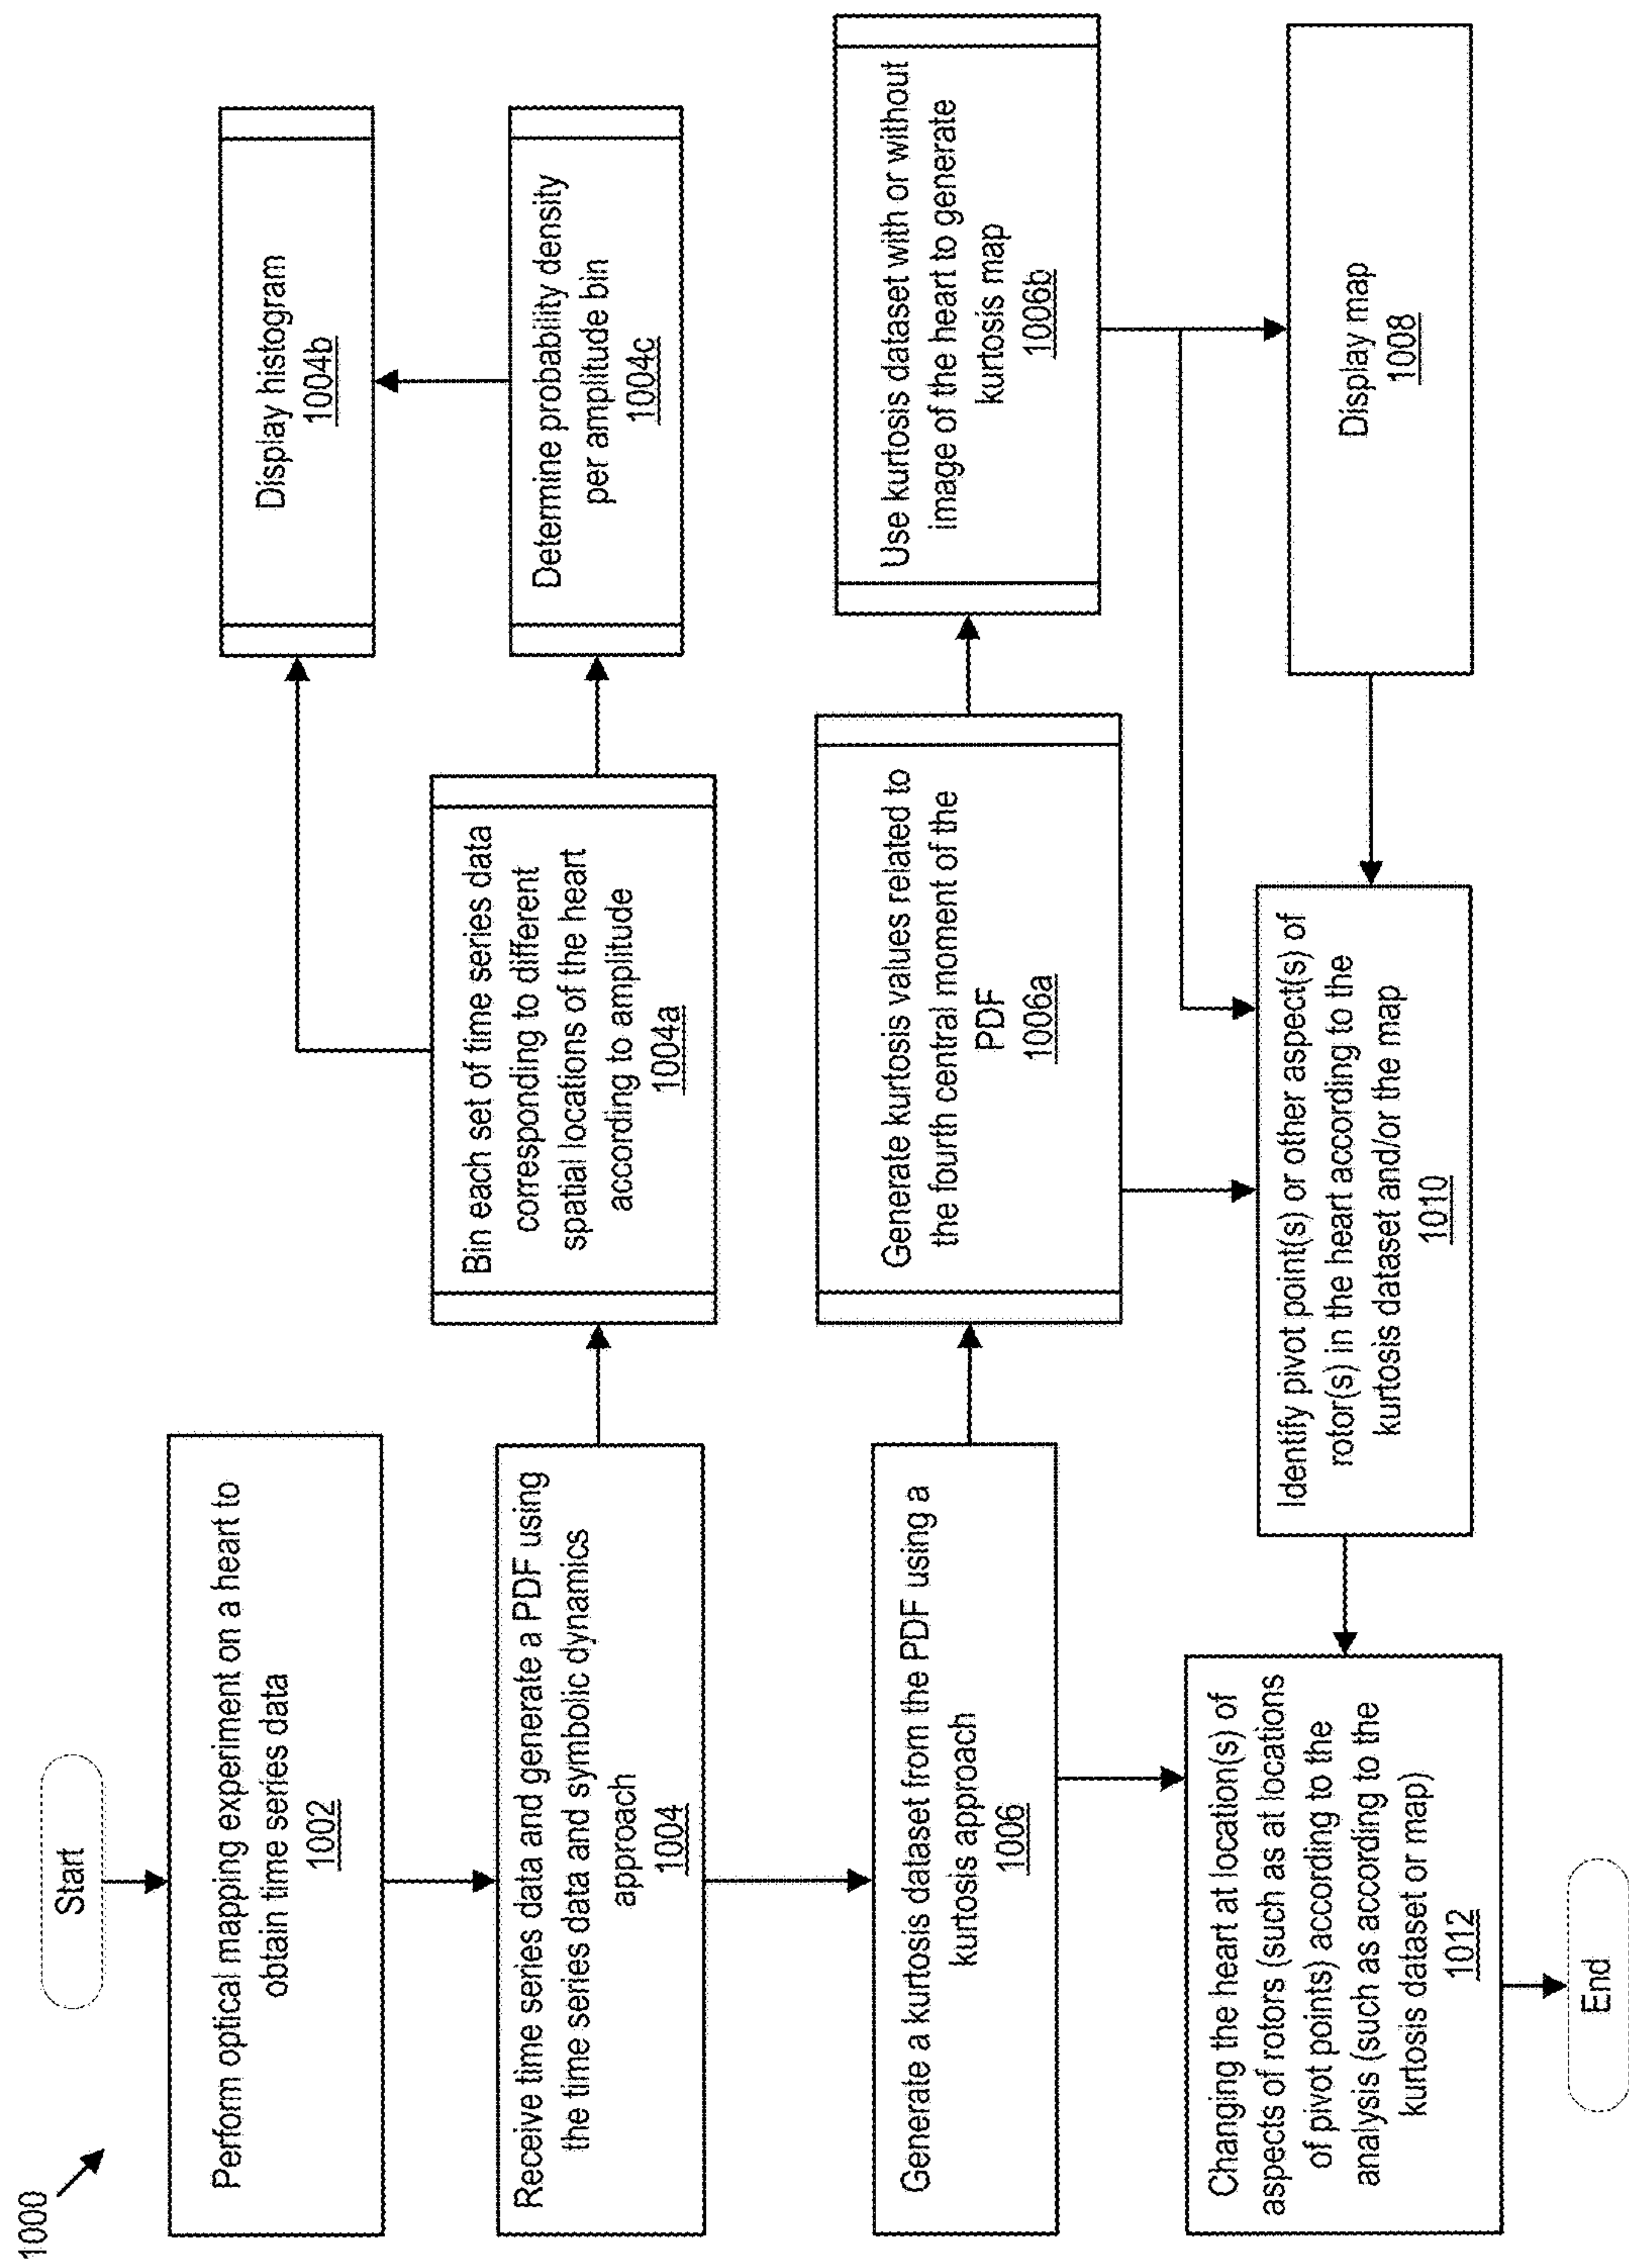 1000
Start
Perform optical mapping experiment on a heart to
obtain time series data
1002
Receive time series data and generate a PDF using
the time series data and symbolic dynamics
approach
1004
Bin each set of time series data
corresponding to different
spatial locations of the heart
according to amplitude
1004a
Display histogram
1004b
Determine probability density
per amplitude bin
1004c
Generate a kurtosis dataset from the PDF using a
kurtosis approach
1006
Generate kurtosis values related to
the fourth central moment of the
PDF
1006a
Use kurtosis dataset with or without
image of the heart to generate
kurtosis map
1006b
Display map
1008
Identify pivot point(s) or other aspect(s) of
rotor(s) in the heart according to the
kurtosis dataset and/or the map
1010
Changing the heart at location(s) of
aspects of rotors (such as at locations
of pivot points) according to the
analysis (such as according to the
kurtosis dataset or map)
1012
End